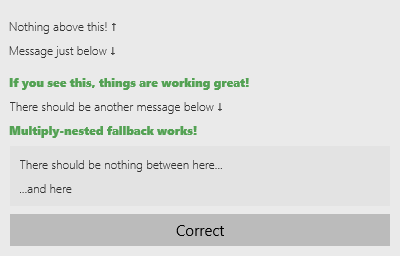 Nothing above this! ↑
Message just below ↓
If you see this, things are working great!
There should be another message below ↓
Multiply-nested fallback works!
There should be nothing between here...
...and here
Correct